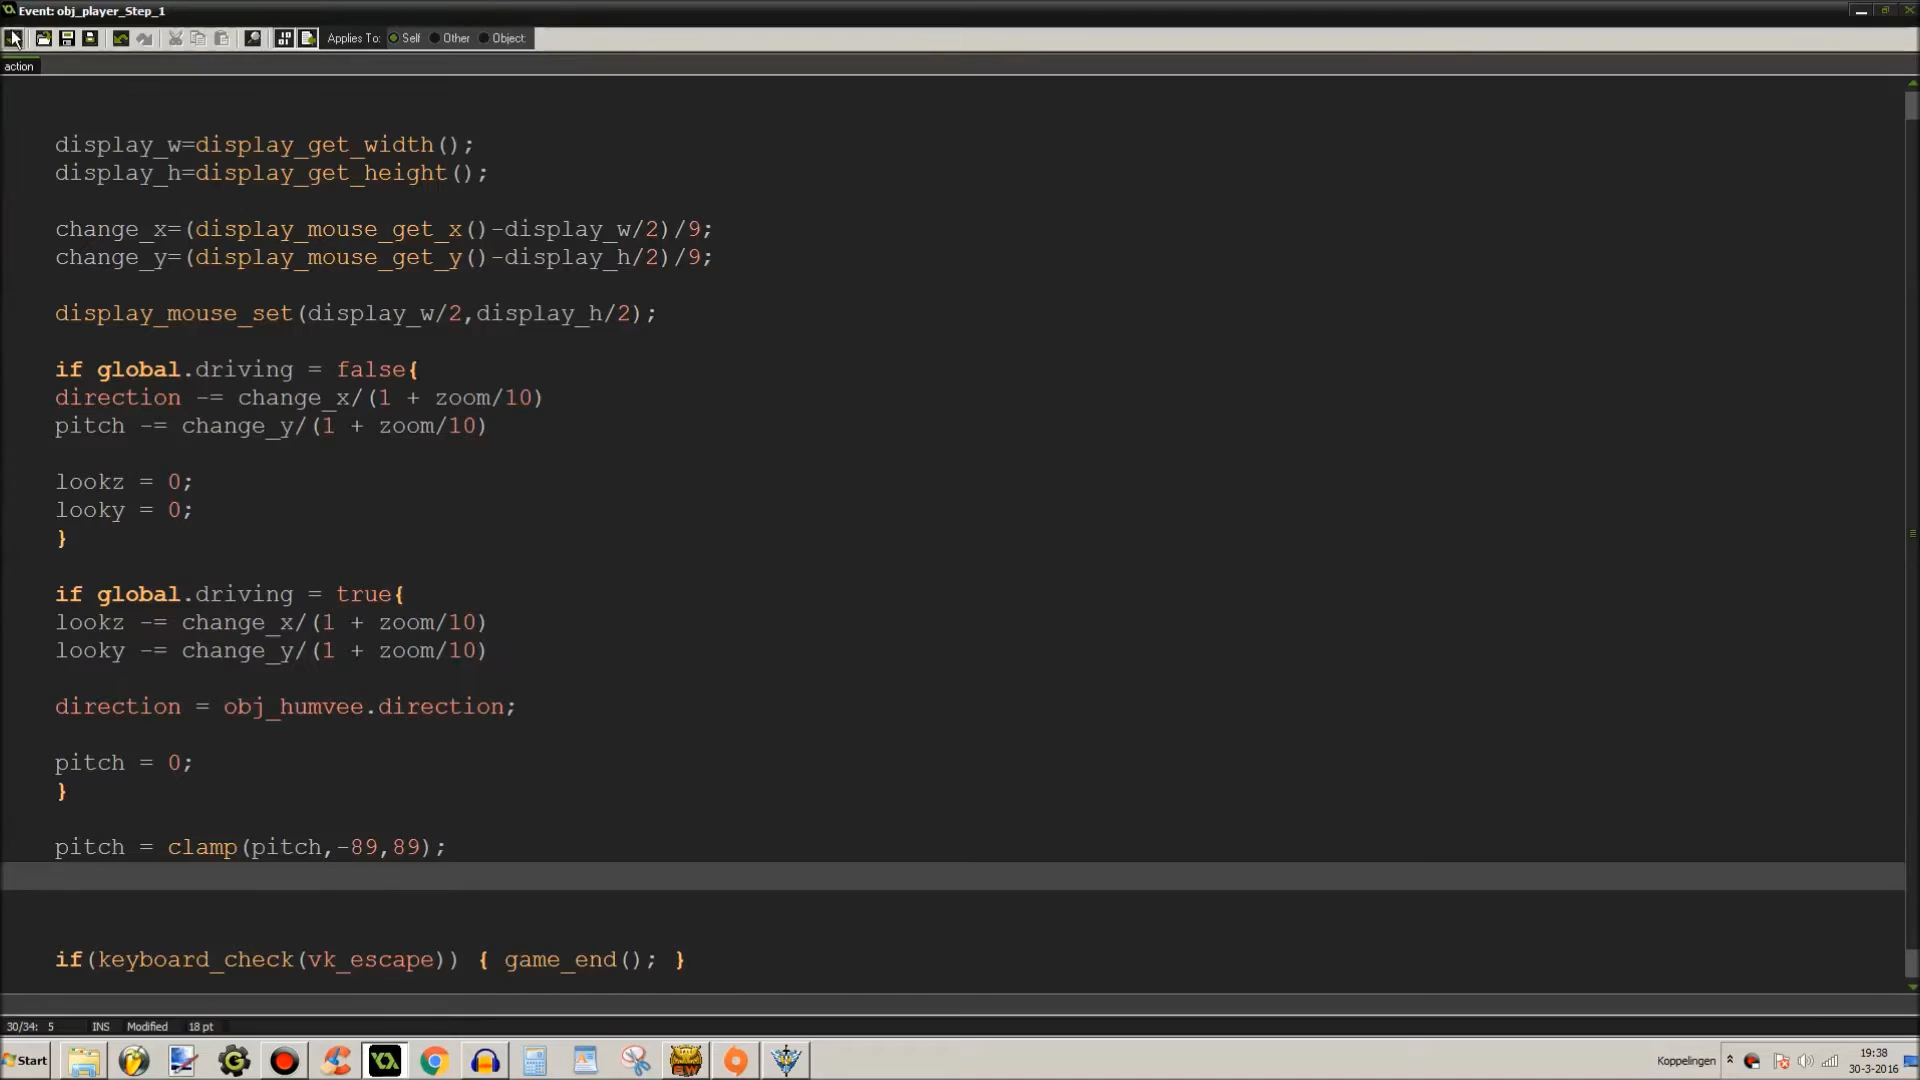 Event: obj_player_Step_1
Applies To: Self Other Object:
action
display_w=display_get_width();
display_h=display_get_height();
change_x=(display_mouse_get_x()-display_w/2)/9;
change_y=(display_mouse_get_y()-display_h/2)/9;
display_mouse_set(display_w/2,display_h/2);
if global.driving = false{
direction -= change_x/(1 + zoom/10)
pitch -= change_y/(1 + zoom/10)
lookz = 0;
looky = 0;
}
if global.driving = true{
lookz -= change_x/(1 + zoom/10)
looky -= change_y/(1 + zoom/10)
direction = obj_humvee.direction;
pitch = 0;
}
pitch = clamp(pitch,-89,89);
if(keyboard_check(vk_escape)) { game_end(); }
30/34: 5 INS Modified 18 pt
Start
Koppelingen
19:38
30-3-2016